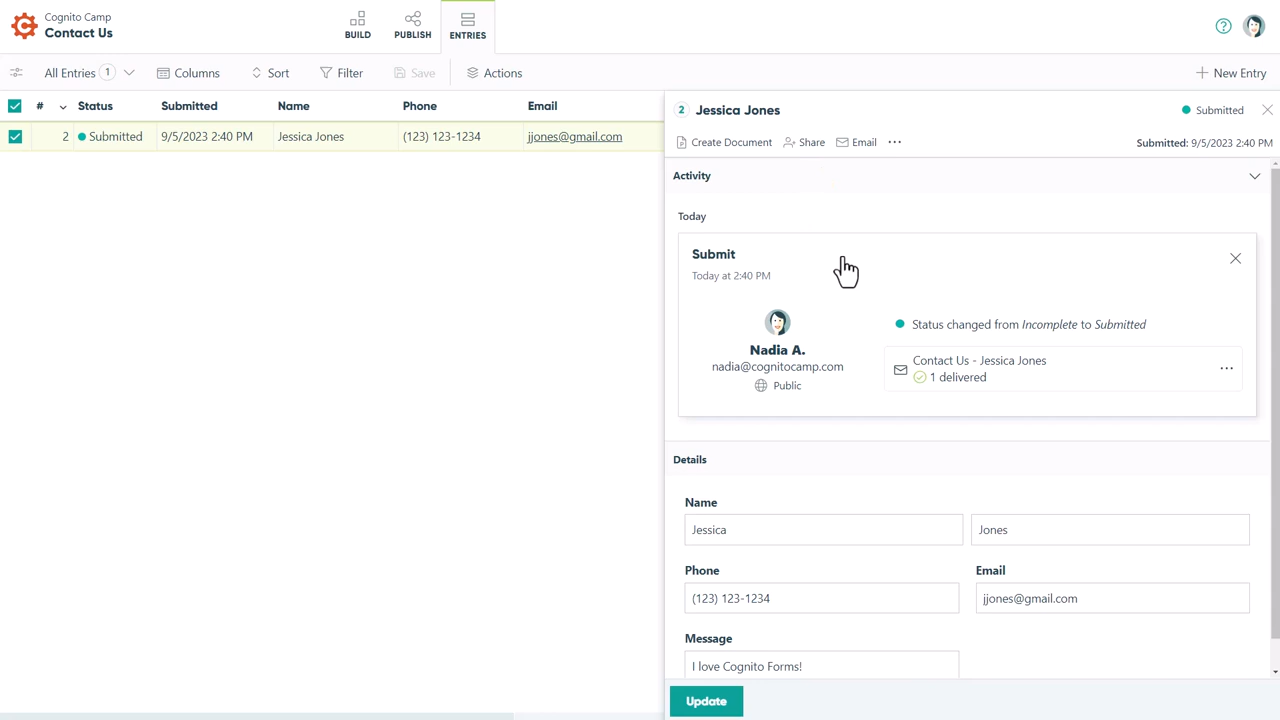 Cognito Camp
Contact Us
BUILD
PUBLISH
ENTRIES
All Entries 1
Columns
Sort
Filter
Save
Actions
New Entry
# Status Submitted Name Phone Email
2 Submitted 9/5/2023 2:40 PM Jessica Jones (123) 123-1234 jjones@gmail.com
2 Jessica Jones
Submitted
Create Document Share Email ...
Submitted: 9/5/2023 2:40 PM
Activity
Today
Submit
Today at 2:40 PM
Nadia A.
nadia@cognitocamp.com
Public
Status changed from Incomplete to Submitted
Contact Us - Jessica Jones
1 delivered
...
Details
Name
Jessica Jones
Phone Email
(123) 123-1234 jjones@gmail.com
Message
I love Cognito Forms!
Update